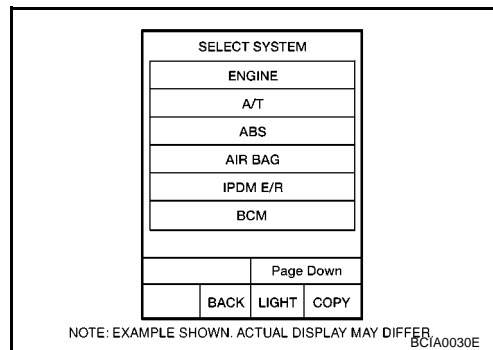 SELECT SYSTEM
ENGINE
A/T
ABS
AIR BAG
IPDM E/R
BCM
Page Down
BACK LIGHT COPY
NOTE: EXAMPLE SHOWN. ACTUAL DISPLAY MAY DIFFER.
BCIA0030E